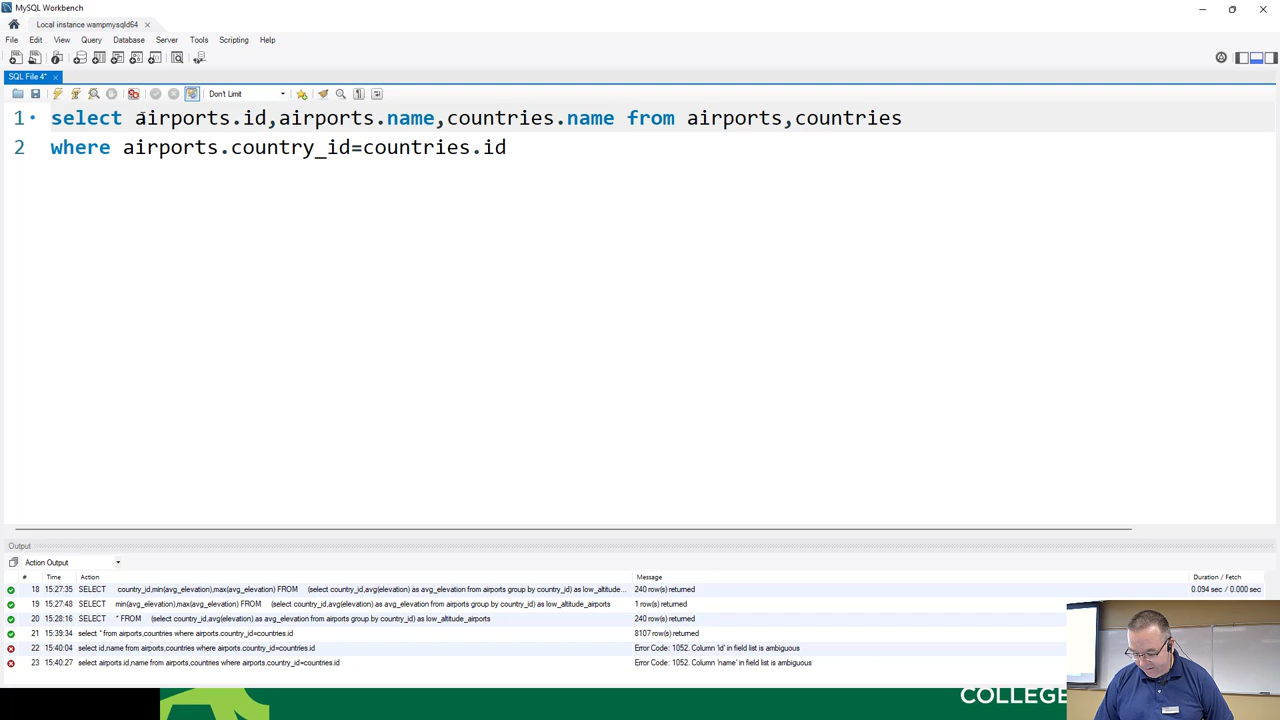 MySQL Workbench
Local instance wampmysqld64
File Edit View Query Database Server Tools Scripting Help
SQL File 4*
Don't Limit
1 select airports.id,airports.name,countries.name from airports,countries
2 where airports.country_id=countries.id
Output
Action Output
# Time Action Message Duration / Fetch
18 15:27:35 SELECT country_id,min(avg_elevation),max(avg_elevation) FROM (select country_id,avg(elevation) as avg_elevation from airports group by country_id) as low_altitude... 240 row(s) returned 0.094 sec / 0.000 sec
19 15:27:48 SELECT min(avg_elevation),max(avg_elevation) FROM (select country_id,avg(elevation) as avg_elevation from airports group by country_id) as low_altitude_airports 1 row(s) returned
20 15:28:16 SELECT * FROM (select country_id,avg(elevation) as avg_elevation from airports group by country_id) as low_altitude_airports 240 row(s) returned
21 15:39:34 select * from airports,countries where airports.country_id=countries.id 8107 row(s) returned
22 15:40:04 select id,name from airports,countries where airports.country_id=countries.id Error Code: 1052. Column 'id' in field list is ambiguous
23 15:40:27 select airports.id,name from airports,countries where airports.country_id=countries.id Error Code: 1052. Column 'name' in field list is ambiguous
COLLEGE